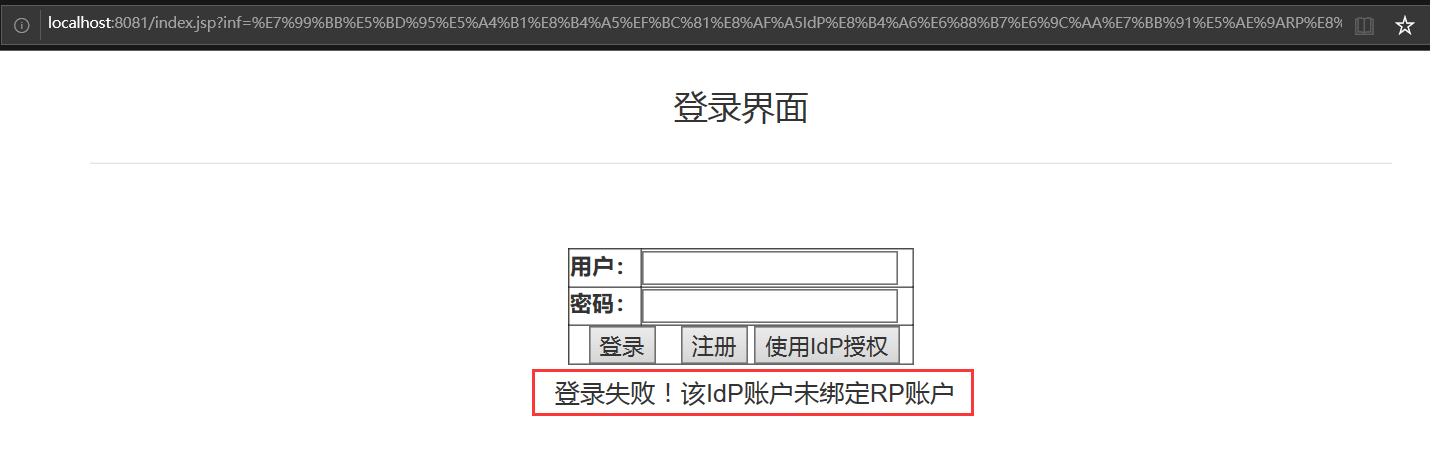 localhost:8081/index.jsp?inf=%E7%99%BB%E5%BD%95%E5%A4%B1%E8%B4%A5%EF%BC%81%E8%AF%A5IdP%E8%B4%A6%E6%88%B7%E6%9C%AA%E7%BB%91%E5%AE%9ARP%E8%
登录界面
用户：
密码：
登录 注册 使用IdP授权
登录失败！该IdP账户未绑定RP账户